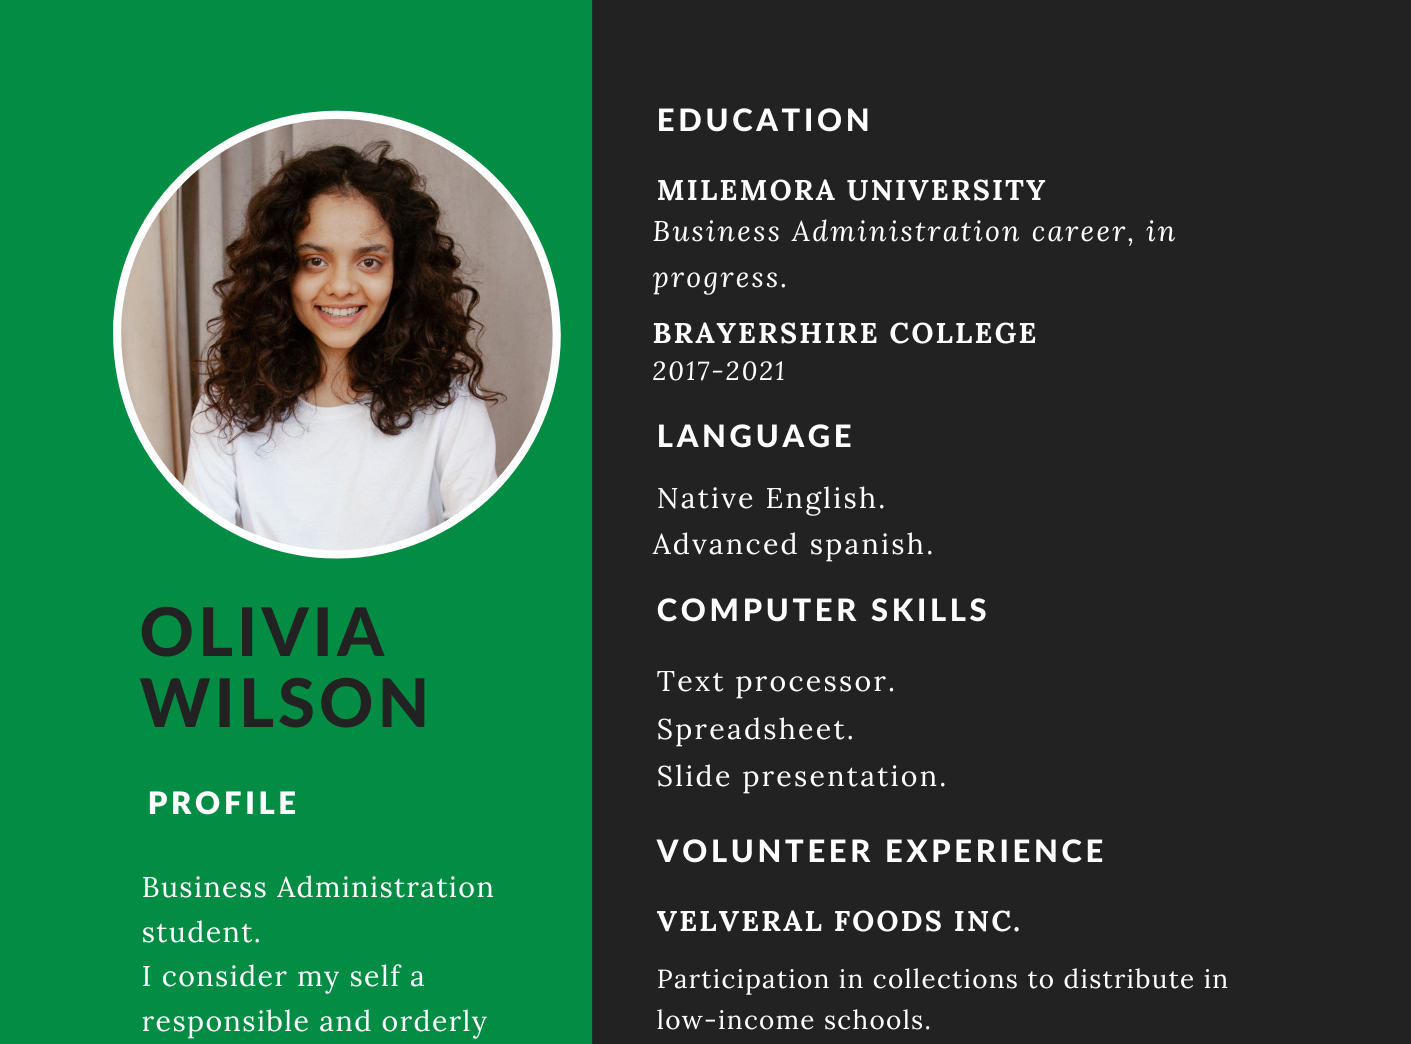 OLIVIA
WILSON
PROFILE
Business Administration
student.
I consider my self a
responsible and orderly
EDUCATION
MILEMORA UNIVERSITY
Business Administration career, in
progress.
BRAYERSHIRE COLLEGE
2017-2021
LANGUAGE
Native English.
Advanced spanish.
COMPUTER SKILLS
Text processor.
Spreadsheet.
Slide presentation.
VOLUNTEER EXPERIENCE
VELVERAL FOODS INC.
Participation in collections to distribute in
low-income schools.